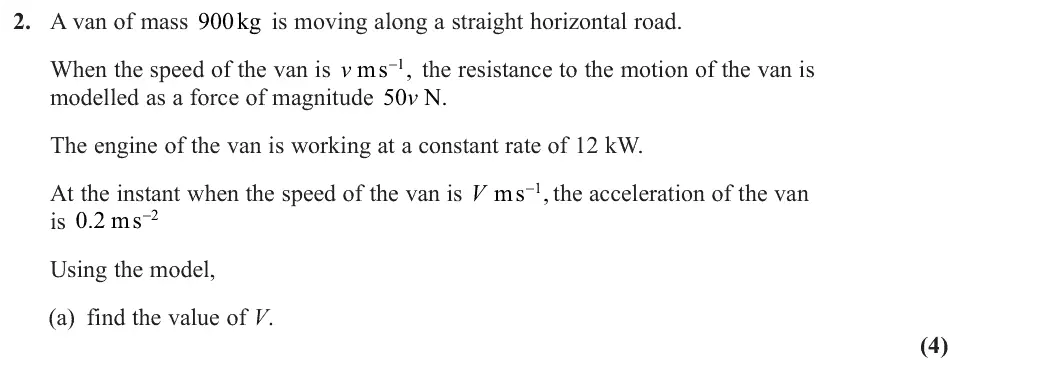 2. A van of mass 900 kg is moving along a straight horizontal road.
When the speed of the van is v m s⁻¹, the resistance to the motion of the van is
modelled as a force of magnitude 50v N.
The engine of the van is working at a constant rate of 12 kW.
At the instant when the speed of the van is V m s⁻¹, the acceleration of the van
is 0.2 m s⁻²
Using the model,
(a) find the value of V.
(4)